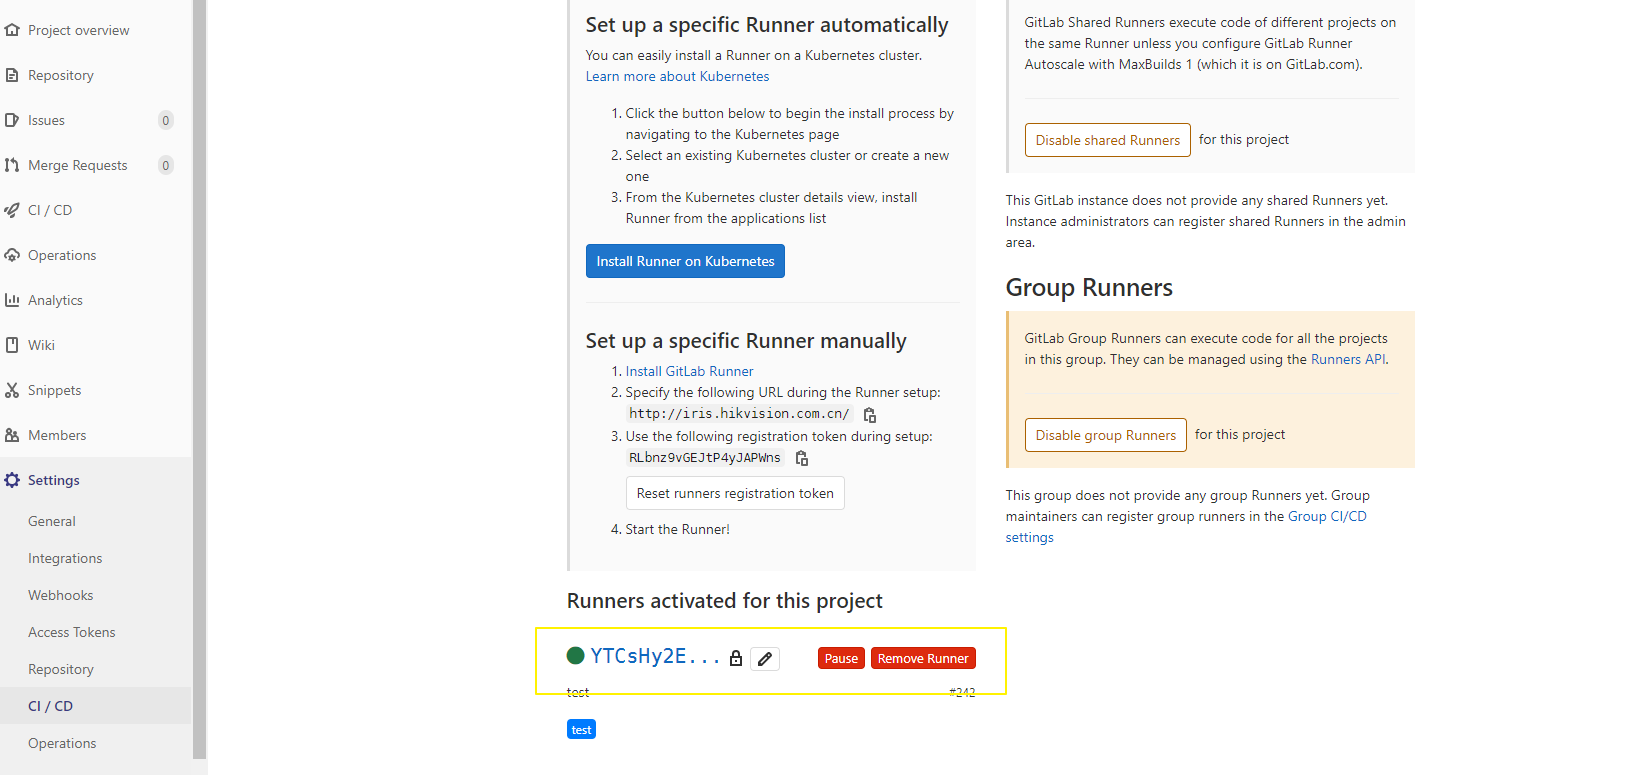 Project overview
Repository
Issues 0
Merge Requests 0
CI / CD
Operations
Analytics
Wiki
Snippets
Members
Settings
General
Integrations
Webhooks
Access Tokens
Repository
CI / CD
Operations
Set up a specific Runner automatically
You can easily install a Runner on a Kubernetes cluster.
Learn more about Kubernetes
1. Click the button below to begin the install process by
navigating to the Kubernetes page
2. Select an existing Kubernetes cluster or create a new
one
3. From the Kubernetes cluster details view, install
Runner from the applications list
Install Runner on Kubernetes
Set up a specific Runner manually
1. Install GitLab Runner
2. Specify the following URL during the Runner setup:
http://iris.hikvision.com.cn/
3. Use the following registration token during setup:
RLbnz9vGEJtP4yJAPWns
Reset runners registration token
4. Start the Runner!
Runners activated for this project
YTCsHy2E...
Pause
Remove Runner
test
#242
test
GitLab Shared Runners execute code of different projects on
the same Runner unless you configure GitLab Runner
Autoscale with MaxBuilds 1 (which it is on GitLab.com).
Disable shared Runners for this project
This GitLab instance does not provide any shared Runners yet.
Instance administrators can register shared Runners in the admin
area.
Group Runners
GitLab Group Runners can execute code for all the projects
in this group. They can be managed using the Runners API.
Disable group Runners for this project
This group does not provide any group Runners yet. Group
maintainers can register group runners in the Group CI/CD
settings